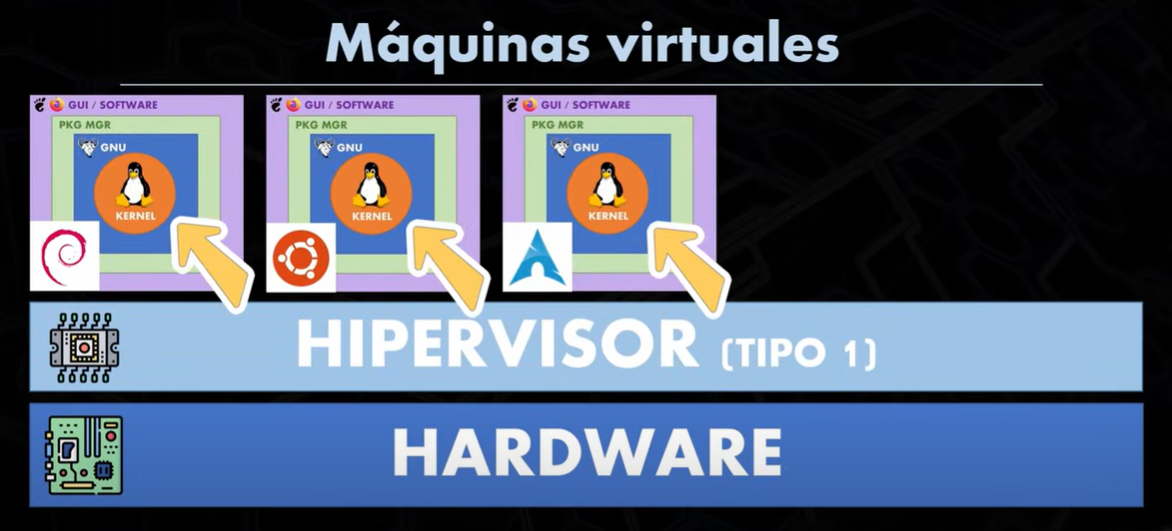 Máquinas virtuales
GUI / SOFTWARE
PKG MGR
GNU
KERNEL
GUI / SOFTWARE
PKG MGR
GNU
KERNEL
GUI / SOFTWARE
PKG MGR
GNU
KERNEL
HIPERVISOR (TIPO 1)
HARDWARE